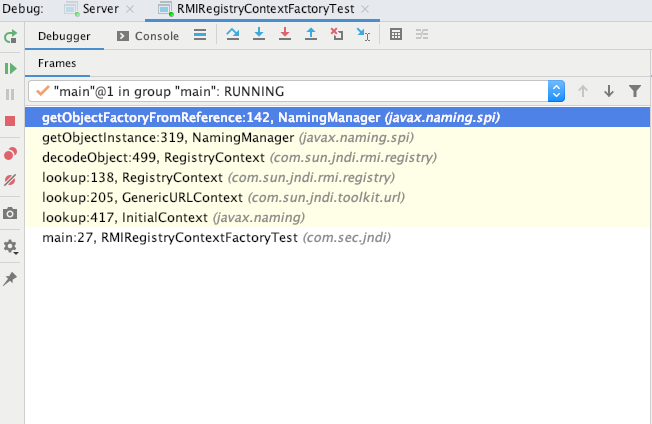 Debug: Server RMIRegistryContextFactoryTest
Debugger Console
Frames
"main"@1 in group "main": RUNNING
getObjectFactoryFromReference:142, NamingManager (javax.naming.spi)
getObjectInstance:319, NamingManager (javax.naming.spi)
decodeObject:499, RegistryContext (com.sun.jndi.rmi.registry)
lookup:138, RegistryContext (com.sun.jndi.rmi.registry)
lookup:205, GenericURLContext (com.sun.jndi.toolkit.url)
lookup:417, InitialContext (javax.naming)
main:27, RMIRegistryContextFactoryTest (com.sec.jndi)